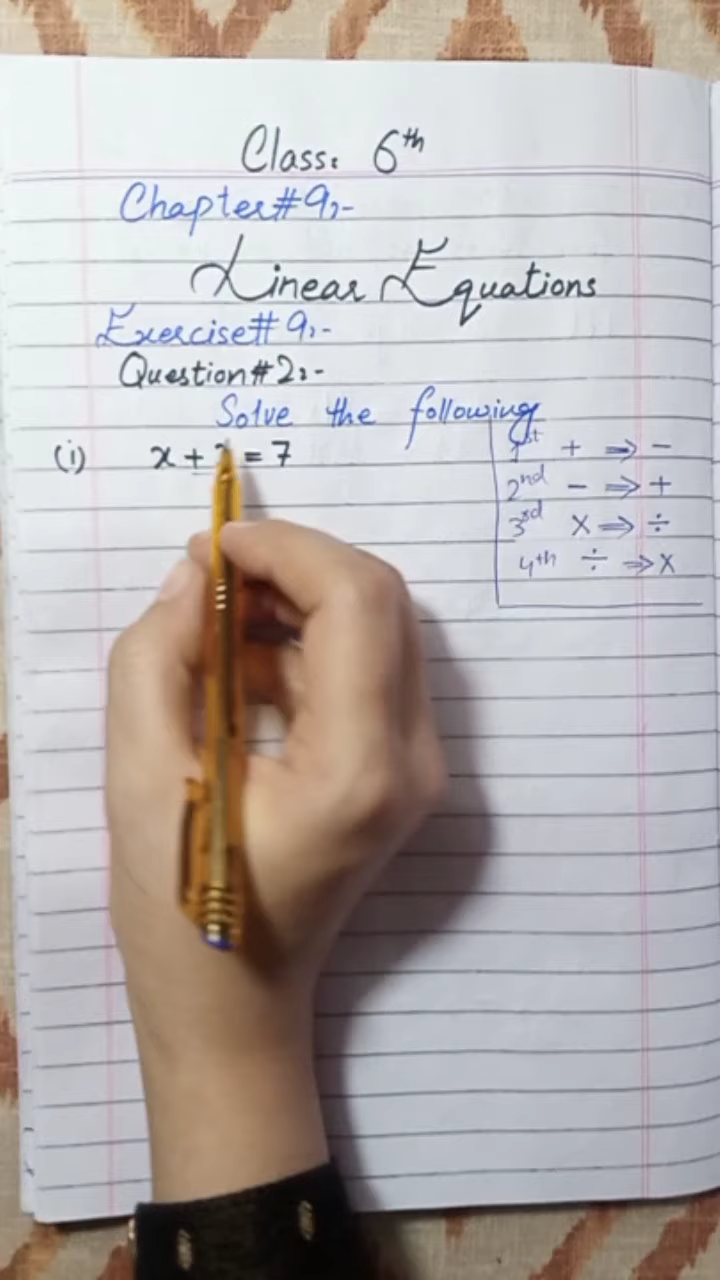 Class: 6th
Chapter#9:-
Linear Equations
Exercise# 9:-
Question#2:-
Solve the following
(i) x + = 7
1st + ⇒ -
2nd - ⇒ +
3rd X ⇒ ÷
4th ÷ ⇒ X